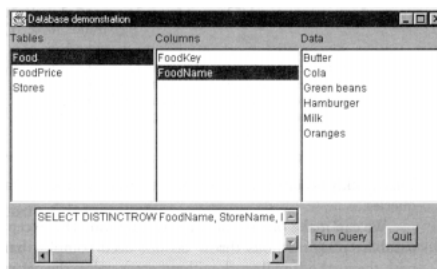 Database demonstration
Tables Columns Data
Food
FoodPrice
Stores
FoodKey
FoodName
Butter
Cola
Green beans
Hamburger
Milk
Oranges
SELECT DISTINCTROW FoodName, StoreName,
Run Query
Quit